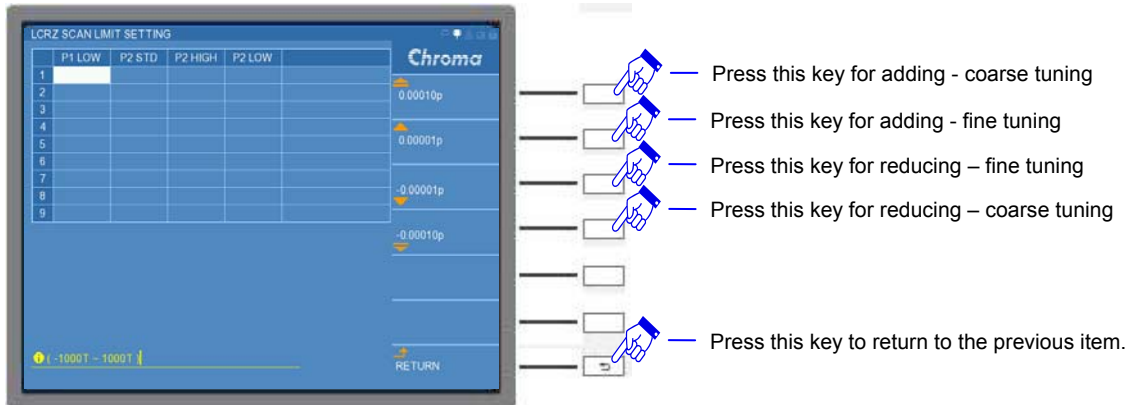 LCRZ SCAN LIMIT SETTING
P1 LOW P2 STD P2 HIGH P2 LOW
1
2
3
4
5
6
7
8
9
Chroma
0.00010p
0.00001p
-0.00001p
-0.00010p
RETURN
( -1000T ~ 1000T )
Press this key for adding - coarse tuning
Press this key for adding - fine tuning
Press this key for reducing – fine tuning
Press this key for reducing – coarse tuning
Press this key to return to the previous item.